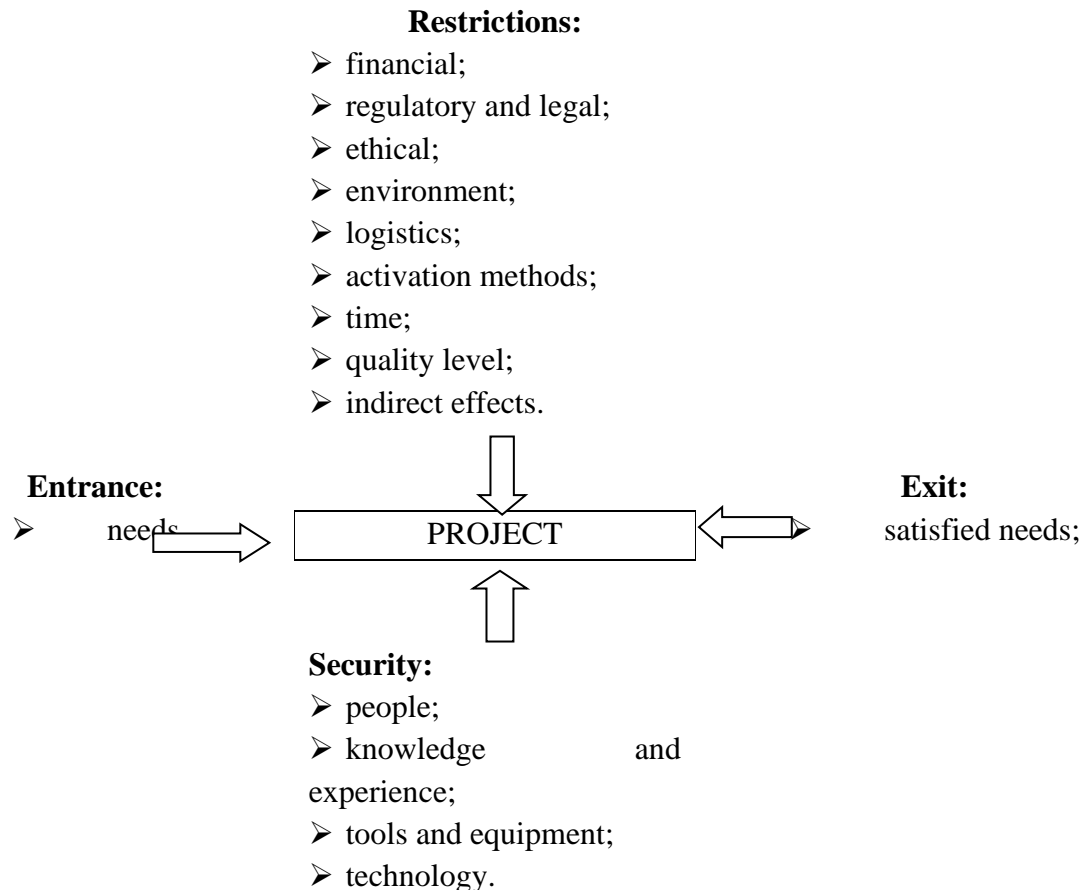 Restrictions:
➢ financial;
➢ regulatory and legal;
➢ ethical;
➢ environment;
➢ logistics;
➢ activation methods;
➢ time;
➢ quality level;
➢ indirect effects.
Entrance:
➢ needs
PROJECT
Exit:
➢ satisfied needs;
Security:
➢ people;
➢ knowledge and
experience;
➢ tools and equipment;
➢ technology.